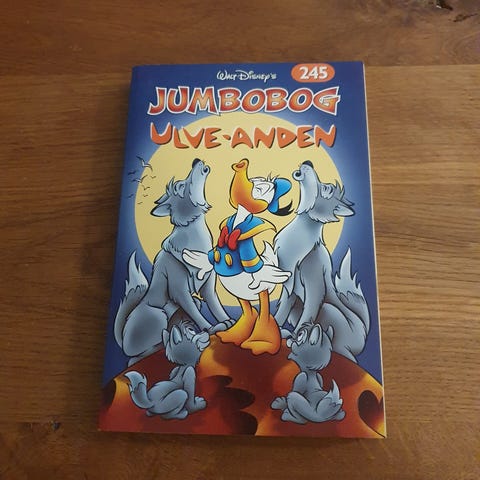 Walt Disney's
245
JUMBOBOG
ULVE-ANDEN